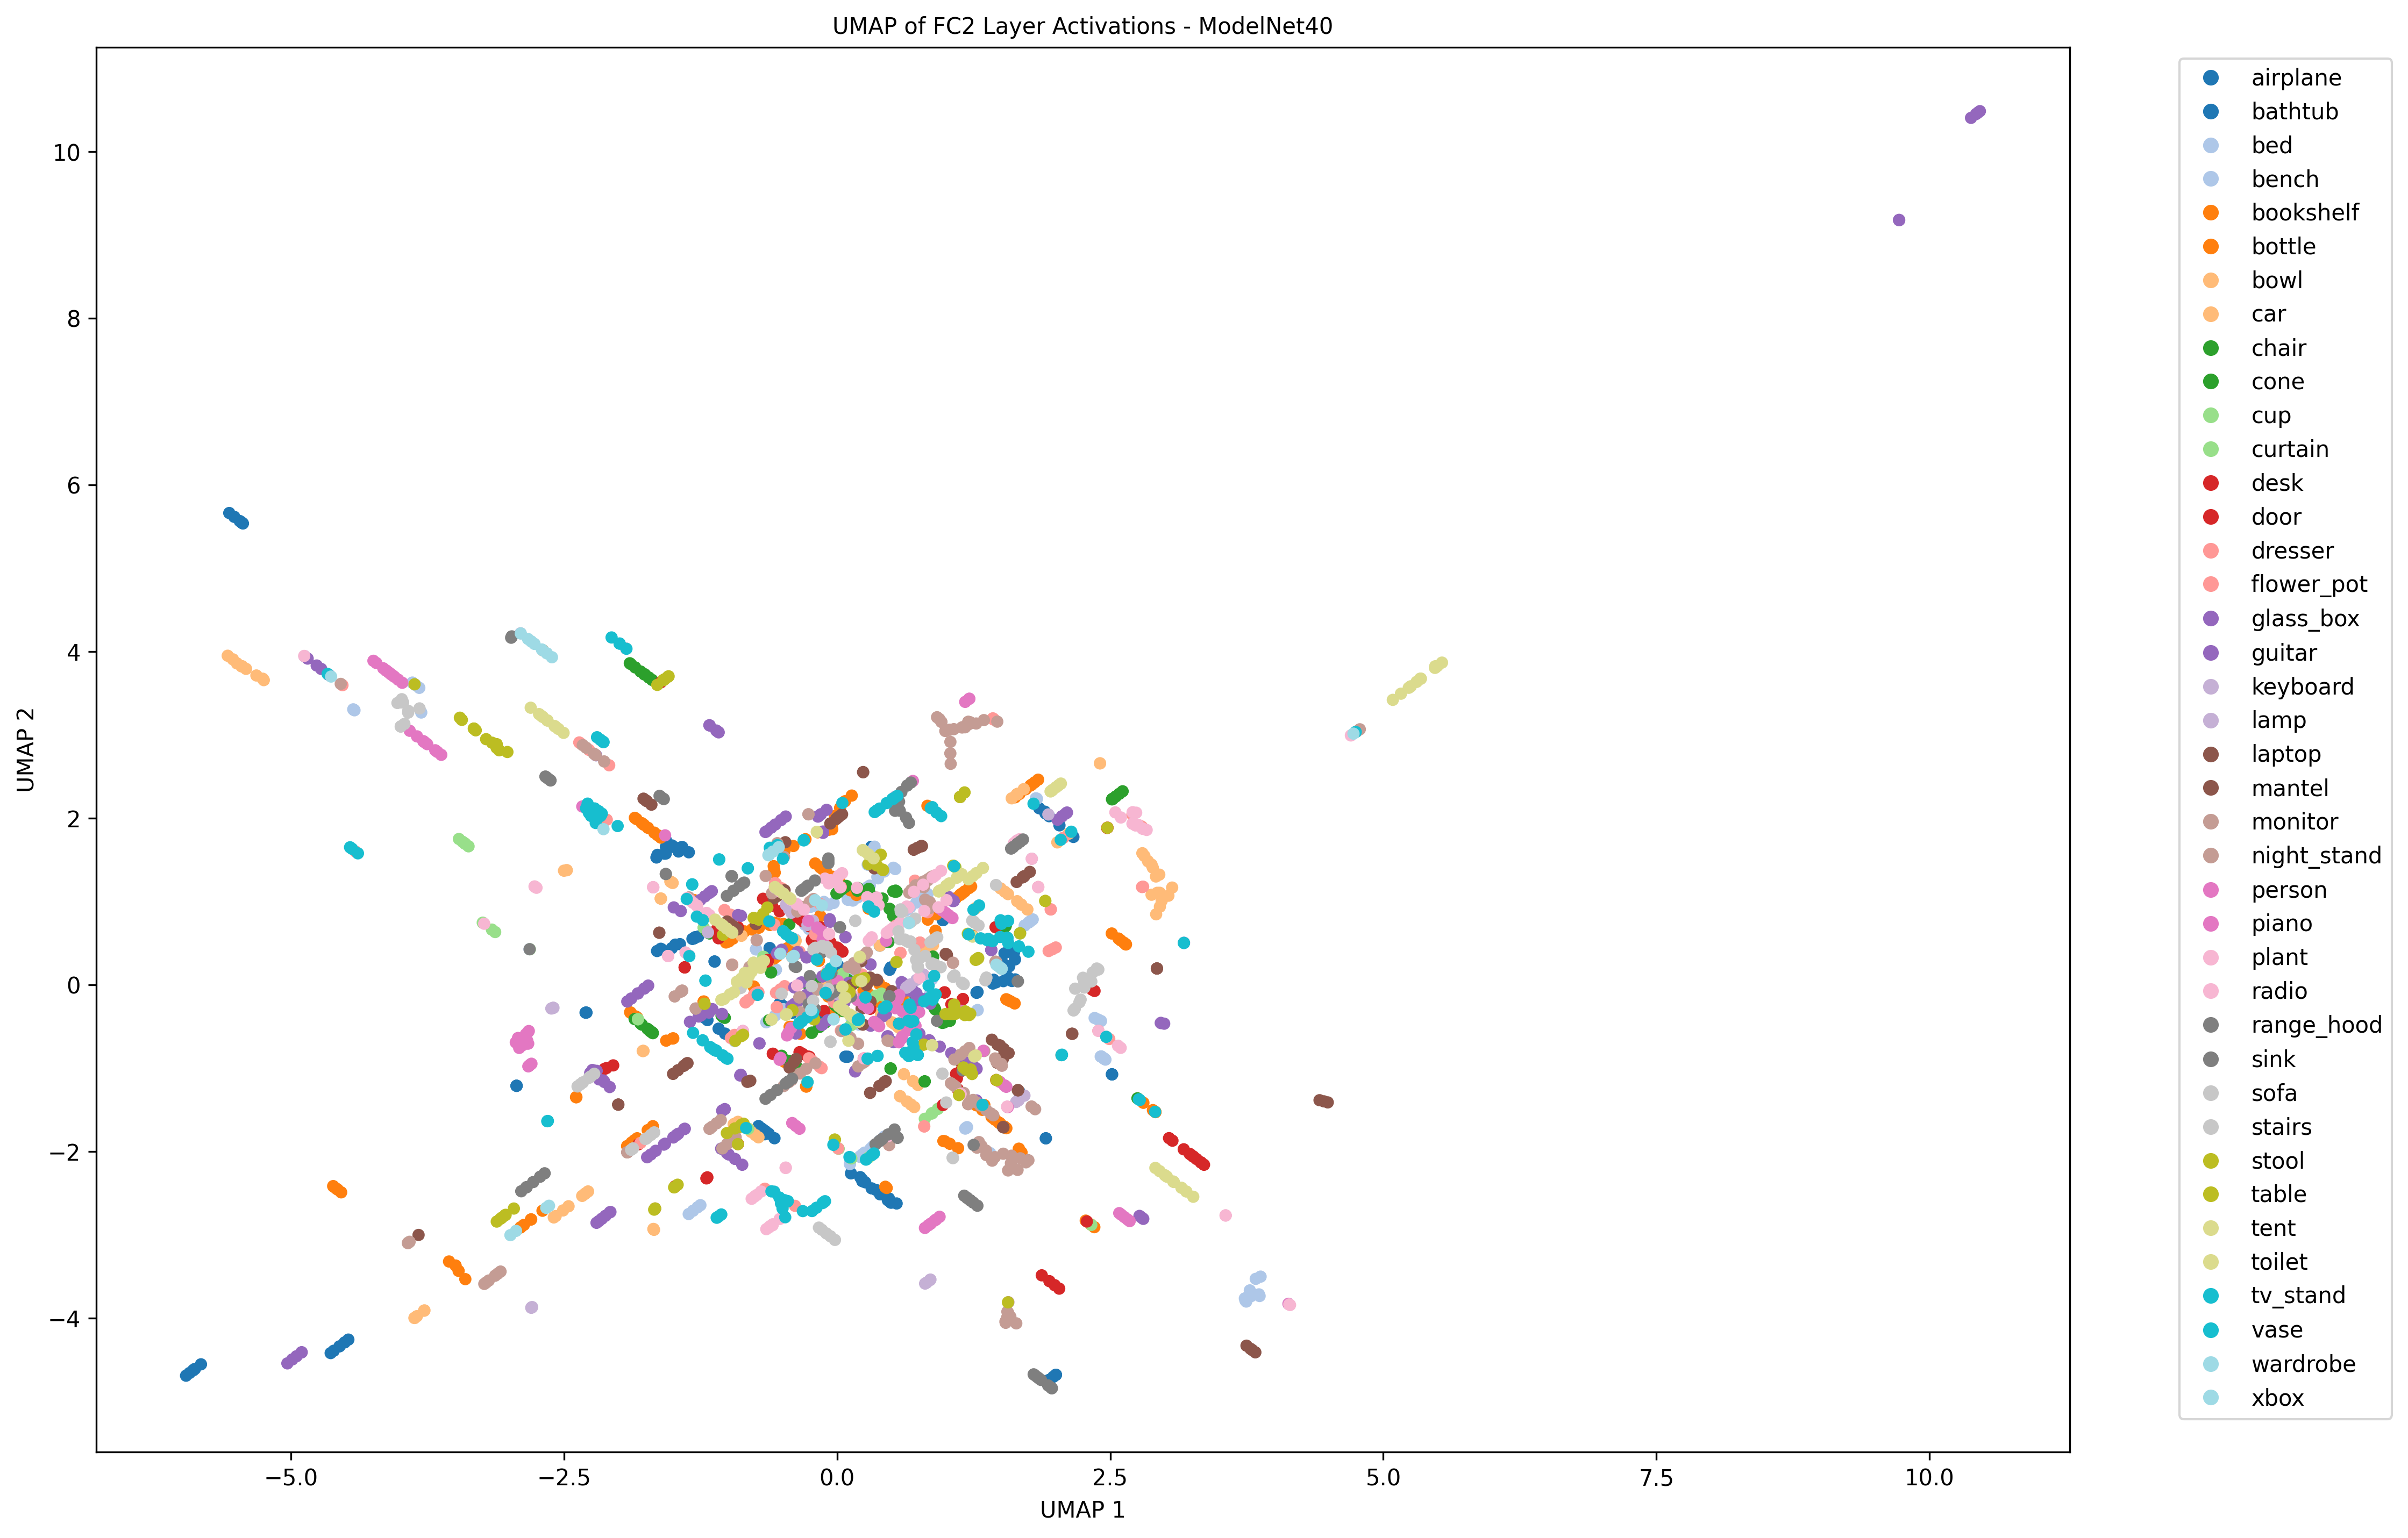 UMAP of FC2 Layer Activations - ModelNet40
10
8
6
4
2
0
−2
−4
UMAP 2
−5.0
−2.5
0.0
2.5
5.0
7.5
10.0
UMAP 1
airplane
bathtub
bed
bench
bookshelf
bottle
bowl
car
chair
cone
cup
curtain
desk
door
dresser
flower_pot
glass_box
guitar
keyboard
lamp
laptop
mantel
monitor
night_stand
person
piano
plant
radio
range_hood
sink
sofa
stairs
stool
table
tent
toilet
tv_stand
vase
wardrobe
xbox